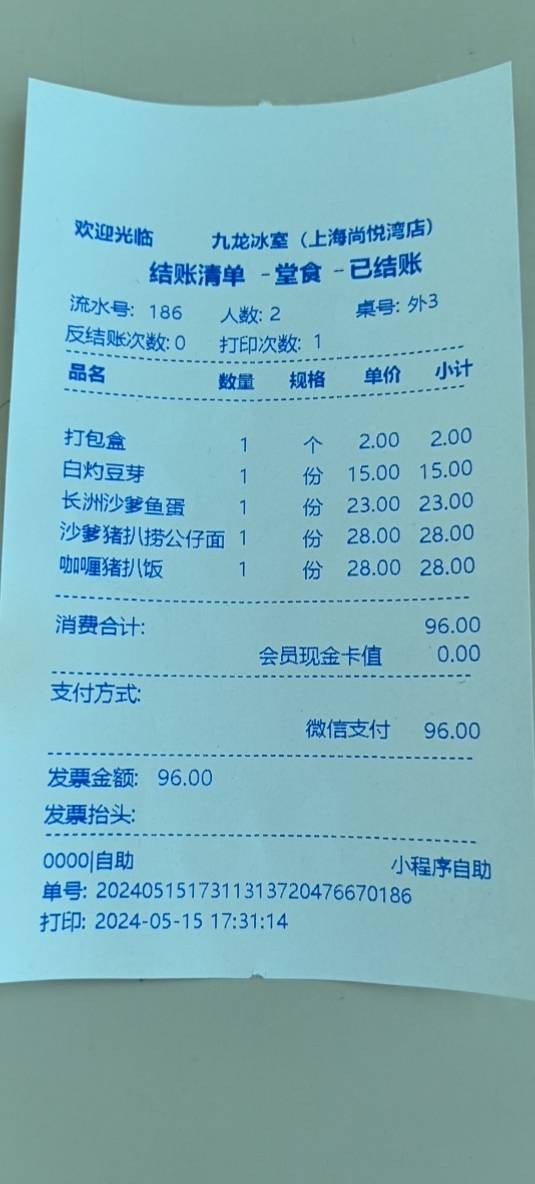 欢迎光临 九龙冰室（上海尚悦湾店）
结账清单 -堂食 -已结账
流水号: 186 人数: 2 桌号: 外3
反结账次数: 0 打印次数: 1
品名 数量 规格 单价 小计
打包盒 1 个 2.00 2.00
白灼豆芽 1 份 15.00 15.00
长洲沙爹鱼蛋 1 份 23.00 23.00
沙爹猪扒捞公仔面 1 份 28.00 28.00
咖喱猪扒饭 1 份 28.00 28.00
消费合计: 96.00
会员现金卡值 0.00
支付方式:
微信支付 96.00
发票金额: 96.00
发票抬头:
0000|自助 小程序自助
单号: 20240515173113137204766​70186
打印: 2024-05-15 17:31:14